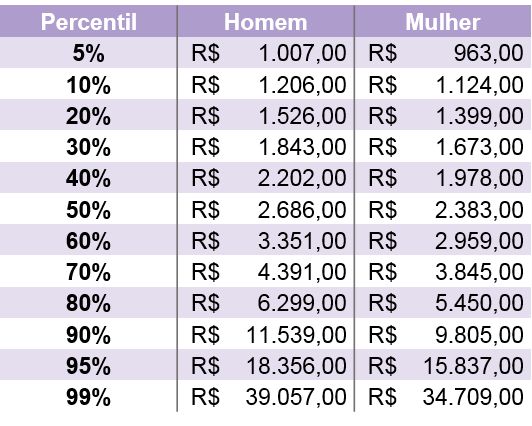 Percentil Homem Mulher
5% R$ 1.007,00 R$ 963,00
10% R$ 1.206,00 R$ 1.124,00
20% R$ 1.526,00 R$ 1.399,00
30% R$ 1.843,00 R$ 1.673,00
40% R$ 2.202,00 R$ 1.978,00
50% R$ 2.686,00 R$ 2.383,00
60% R$ 3.351,00 R$ 2.959,00
70% R$ 4.391,00 R$ 3.845,00
80% R$ 6.299,00 R$ 5.450,00
90% R$ 11.539,00 R$ 9.805,00
95% R$ 18.356,00 R$ 15.837,00
99% R$ 39.057,00 R$ 34.709,00